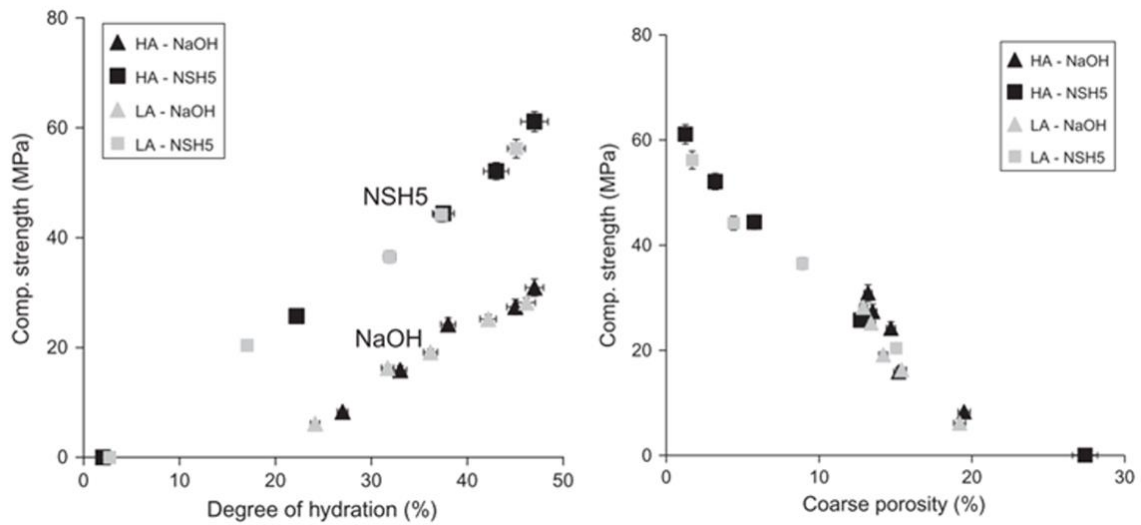 80
60
40
20
0
Comp. strength (MPa)
HA - NaOH
HA - NSH5
LA - NaOH
LA - NSH5
NSH5
NaOH
0 10 20 30 40 50
Degree of hydration (%)
80
60
40
20
0
Comp. strength (MPa)
HA - NaOH
HA - NSH5
LA - NaOH
LA - NSH5
0 10 20 30
Coarse porosity (%)